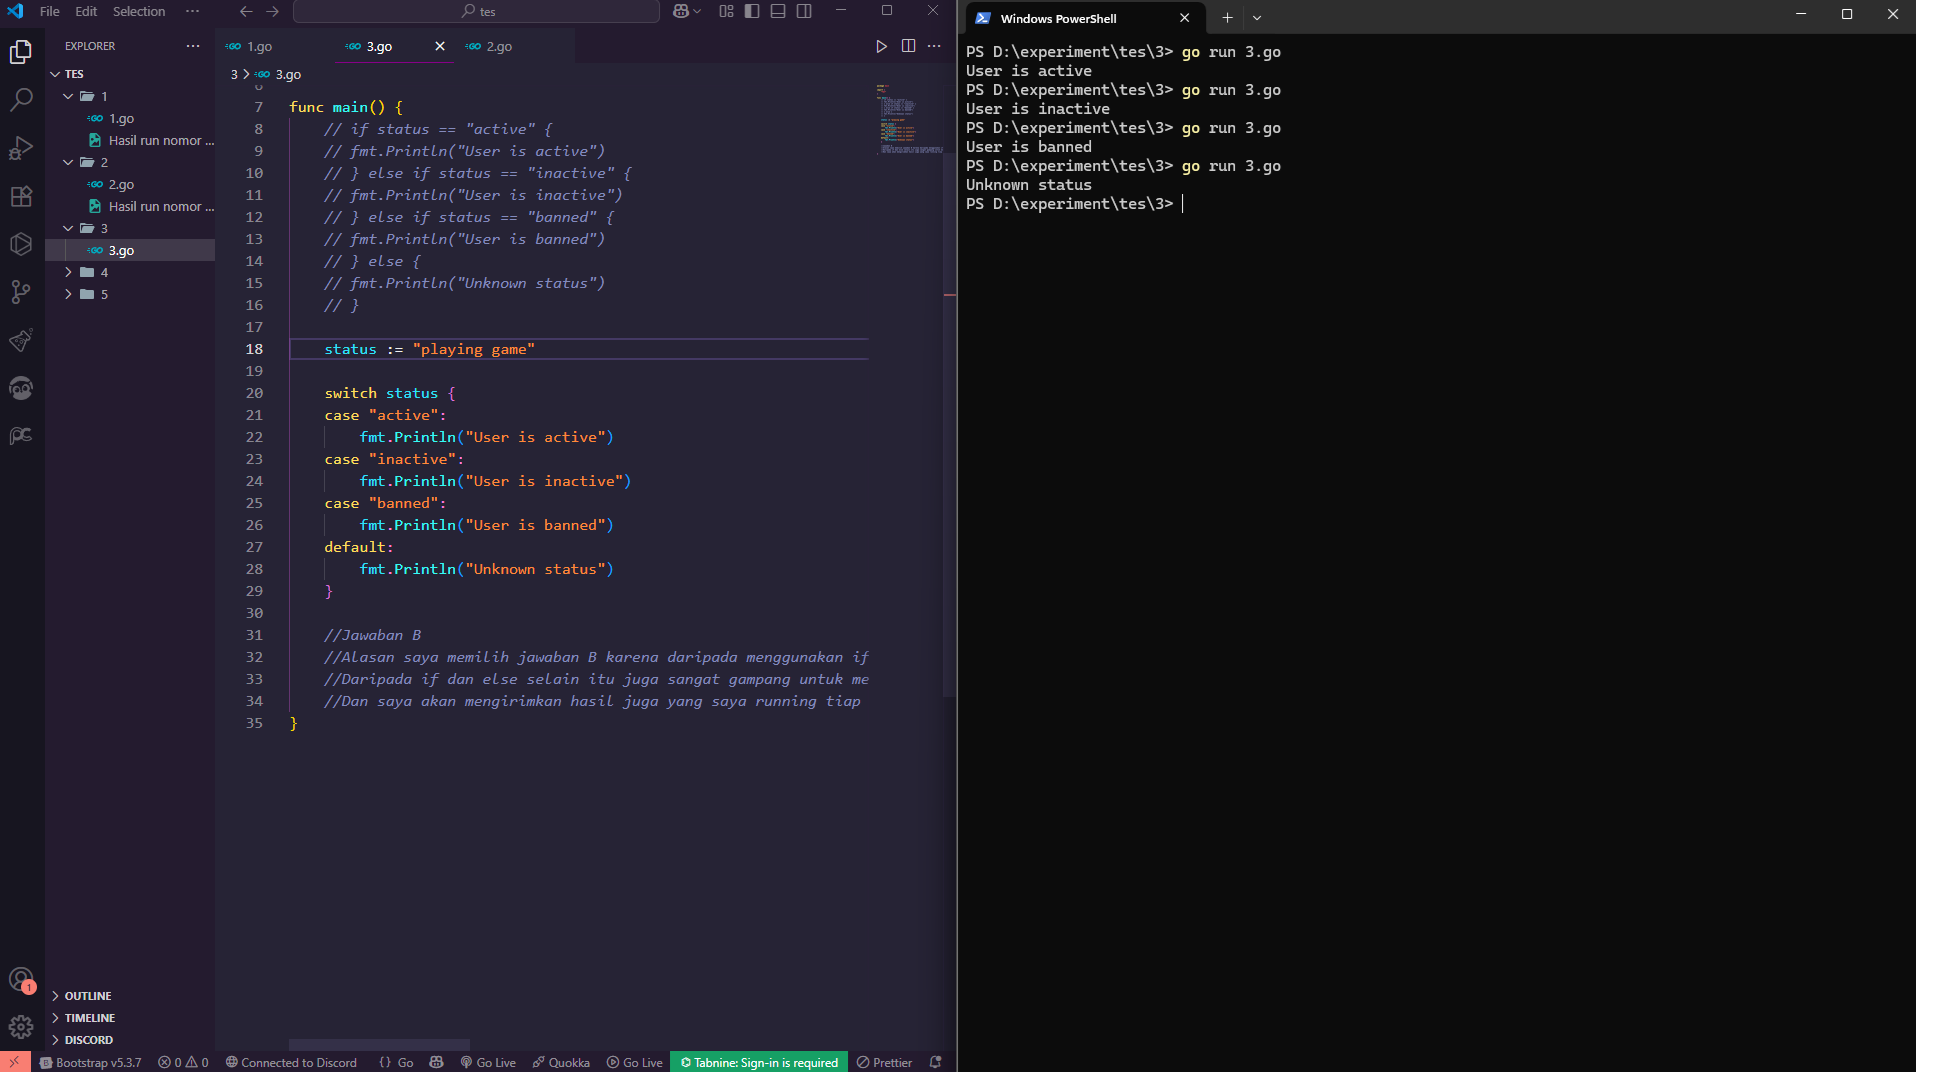 File Edit Selection ··· tes
EXPLORER ···
TES
1
1.go
Hasil run nomor ...
2
2.go
Hasil run nomor ...
3
3.go
4
5
OUTLINE
TIMELINE
DISCORD
1.go 3.go 2.go
3 > 3.go
7 func main() {
8 // if status == "active" {
9 // fmt.Println("User is active")
10 // } else if status == "inactive" {
11 // fmt.Println("User is inactive")
12 // } else if status == "banned" {
13 // fmt.Println("User is banned")
14 // } else {
15 // fmt.Println("Unknown status")
16 // }
17
18 status := "playing game"
19
20 switch status {
21 case "active":
22 fmt.Println("User is active")
23 case "inactive":
24 fmt.Println("User is inactive")
25 case "banned":
26 fmt.Println("User is banned")
27 default:
28 fmt.Println("Unknown status")
29 }
30
31 //Jawaban B
32 //Alasan saya memilih jawaban B karena daripada menggunakan if
33 //Daripada if dan else selain itu juga sangat gampang untuk me
34 //Dan saya akan mengirimkan hasil juga yang saya running tiap
35 }
1
Bootstrap v5.3.7 0 0 Connected to Discord {} Go Go Live Quokka Go Live Tabnine: Sign-in is required Prettier
Windows PowerShell
PS D:\experiment\tes\3> go run 3.go
User is active
PS D:\experiment\tes\3> go run 3.go
User is inactive
PS D:\experiment\tes\3> go run 3.go
User is banned
PS D:\experiment\tes\3> go run 3.go
Unknown status
PS D:\experiment\tes\3>